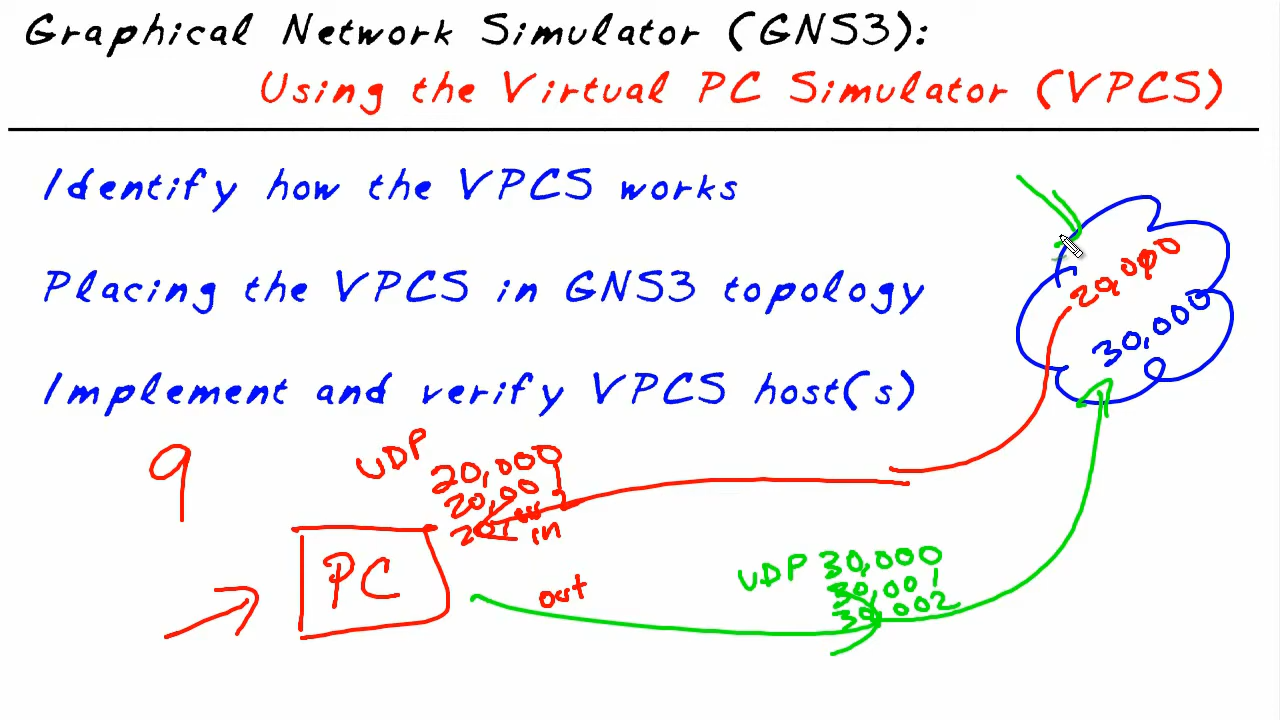 Graphical Network Simulator (GNS3):
Using the Virtual PC Simulator (VPCS)
Identify how the VPCS works
Placing the VPCS in GNS3 topology
Implement and verify VPCS host(s)
20,000
30,000
9
UDP
20,000
20,00
in
PC
out
UDP 30,000
30,001
30,002